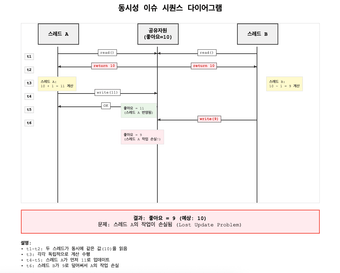 동시성 이슈 시퀀스 다이어그램
스레드 A
공유자원
(좋아요=10)
스레드 B
t1
read()
read()
t2
return 10
return 10
t3
스레드 A:
10 + 1 = 11 계산
스레드 B:
10 - 1 = 9 계산
t4
write(11)
t5
OK
좋아요 = 11
(스레드 A 반영됨)
t6
write(9)
좋아요 = 9
(스레드 A 작업 손실)
결과: 좋아요 = 9 (예상: 10)
문제: 스레드 A의 작업이 손실됨 (Lost Update Problem)
설명:
• t1-t2: 두 스레드가 동시에 같은 값(10)을 읽음
• t3: 각각 독립적으로 계산 수행
• t4-t5: 스레드 A가 먼저 11로 업데이트
• t6: 스레드 B가 9로 덮어써서 A의 작업 손실